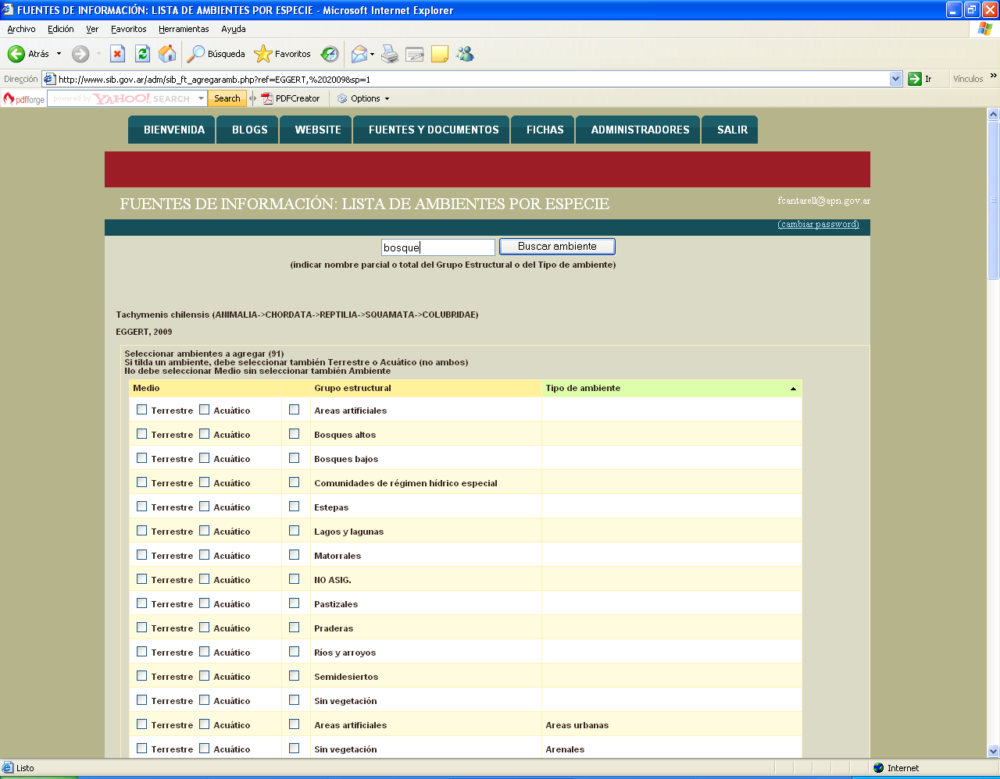 FUENTES DE INFORMACIÓN: LISTA DE AMBIENTES POR ESPECIE - Microsoft Internet Explorer
Archivo Edición Ver Favoritos Herramientas Ayuda
Atrás Búsqueda Favoritos
Dirección http://www.sib.gov.ar/adm/sib_ft_agregaramb.php?ref=EGGERT,%202009&sp=1 Ir Vínculos »
pdfforge powered by YAHOO! SEARCH Search PDFCreator Options
BIENVENIDA BLOGS WEBSITE FUENTES Y DOCUMENTOS FICHAS ADMINISTRADORES SALIR
FUENTES DE INFORMACIÓN: LISTA DE AMBIENTES POR ESPECIE fcantarell@apn.gov.ar
(cambiar password)
bosque Buscar ambiente
(indicar nombre parcial o total del Grupo Estructural o del Tipo de ambiente)
Tachymenis chilensis (ANIMALIA->CHORDATA->REPTILIA->SQUAMATA->COLUBRIDAE)
EGGERT, 2009
Seleccionar ambientes a agregar (91)
Si tilda un ambiente, debe seleccionar también Terrestre o Acuático (no ambos)
No debe seleccionar Medio sin seleccionar también Ambiente
Medio Grupo estructural Tipo de ambiente
Terrestre Acuático Areas artificiales
Terrestre Acuático Bosques altos
Terrestre Acuático Bosques bajos
Terrestre Acuático Comunidades de régimen hídrico especial
Terrestre Acuático Estepas
Terrestre Acuático Lagos y lagunas
Terrestre Acuático Matorrales
Terrestre Acuático NO ASIG.
Terrestre Acuático Pastizales
Terrestre Acuático Praderas
Terrestre Acuático Ríos y arroyos
Terrestre Acuático Semidesiertos
Terrestre Acuático Sin vegetación
Terrestre Acuático Areas artificiales Areas urbanas
Terrestre Acuático Sin vegetación Arenales
Listo Internet